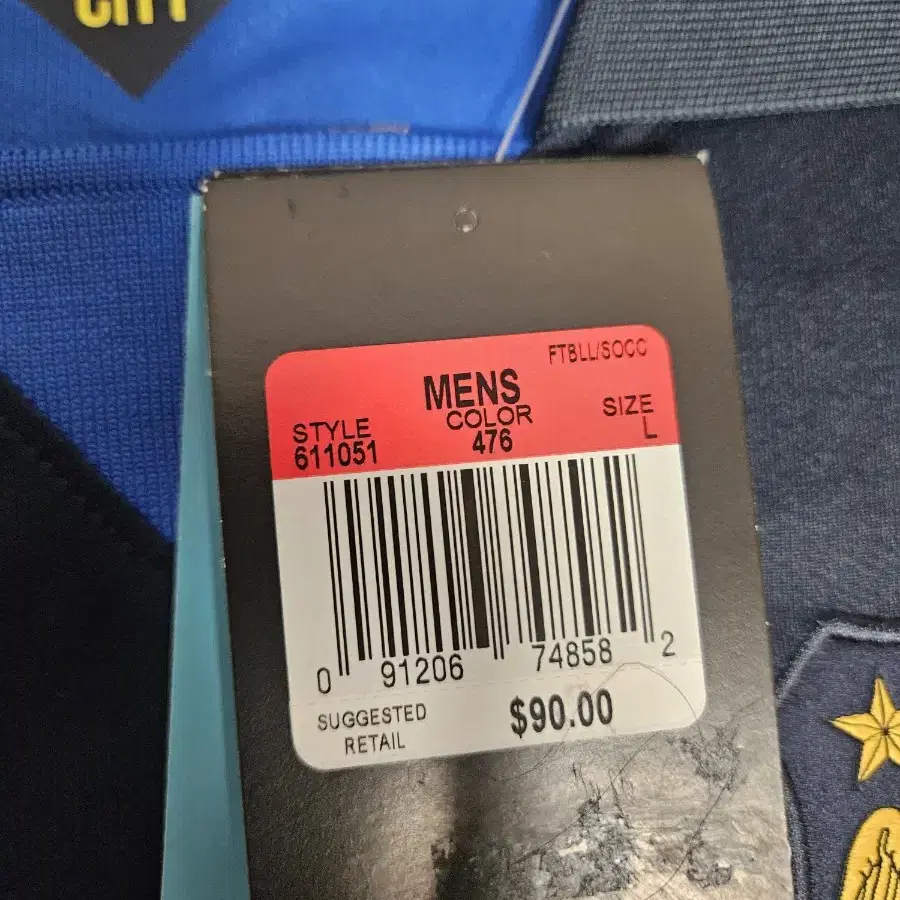 CITY
FTBLL/SOCC
MENS
STYLE COLOR SIZE
611051 476 L
0 91206 74858 2
SUGGESTED RETAIL $90.00